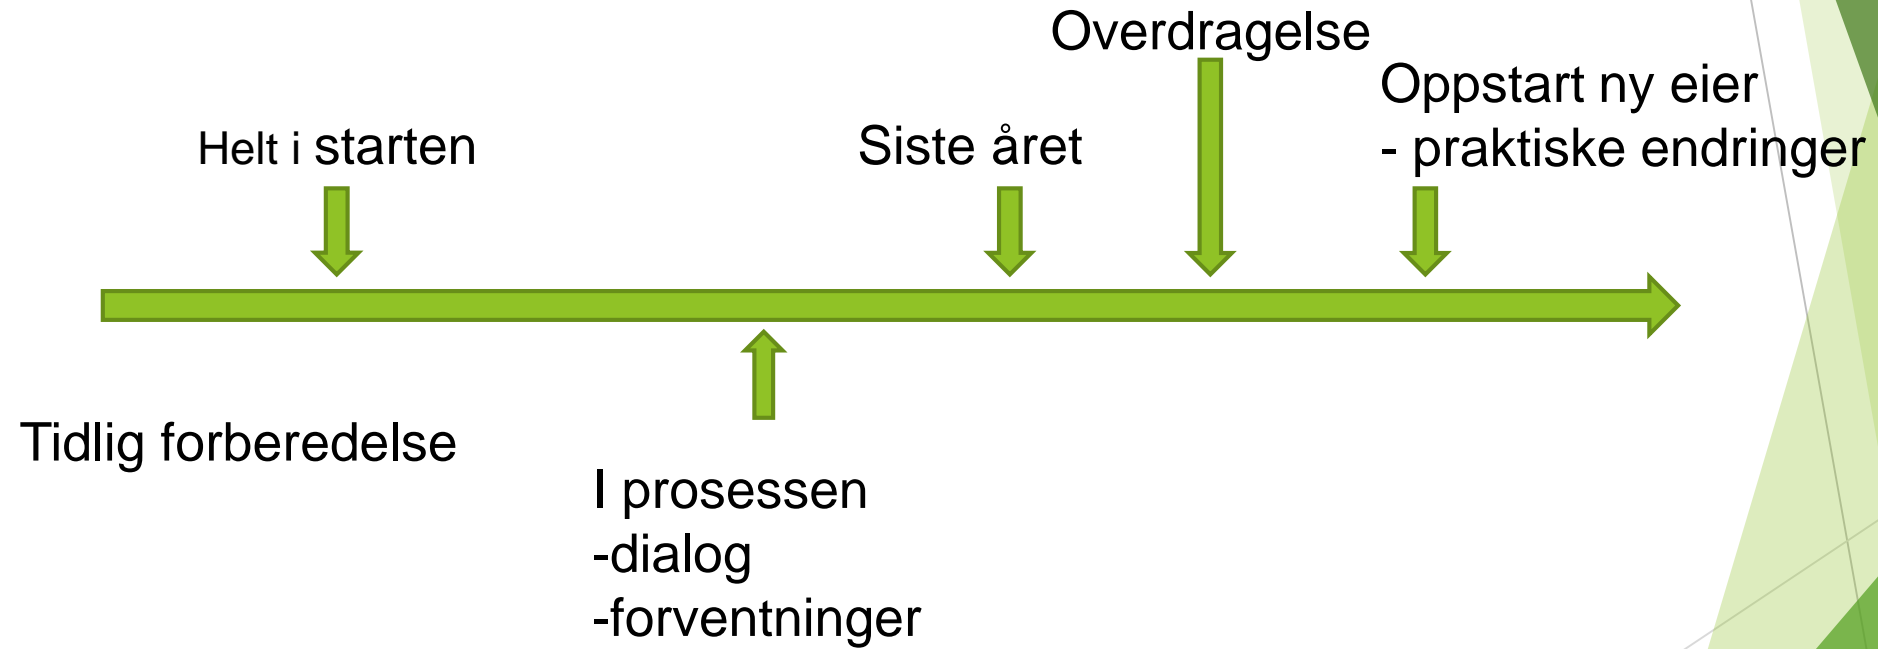 Overdragelse
Oppstart ny eier
- praktiske endringer
Helt i starten
Siste året
Tidlig forberedelse
I prosessen
-dialog
-forventninger